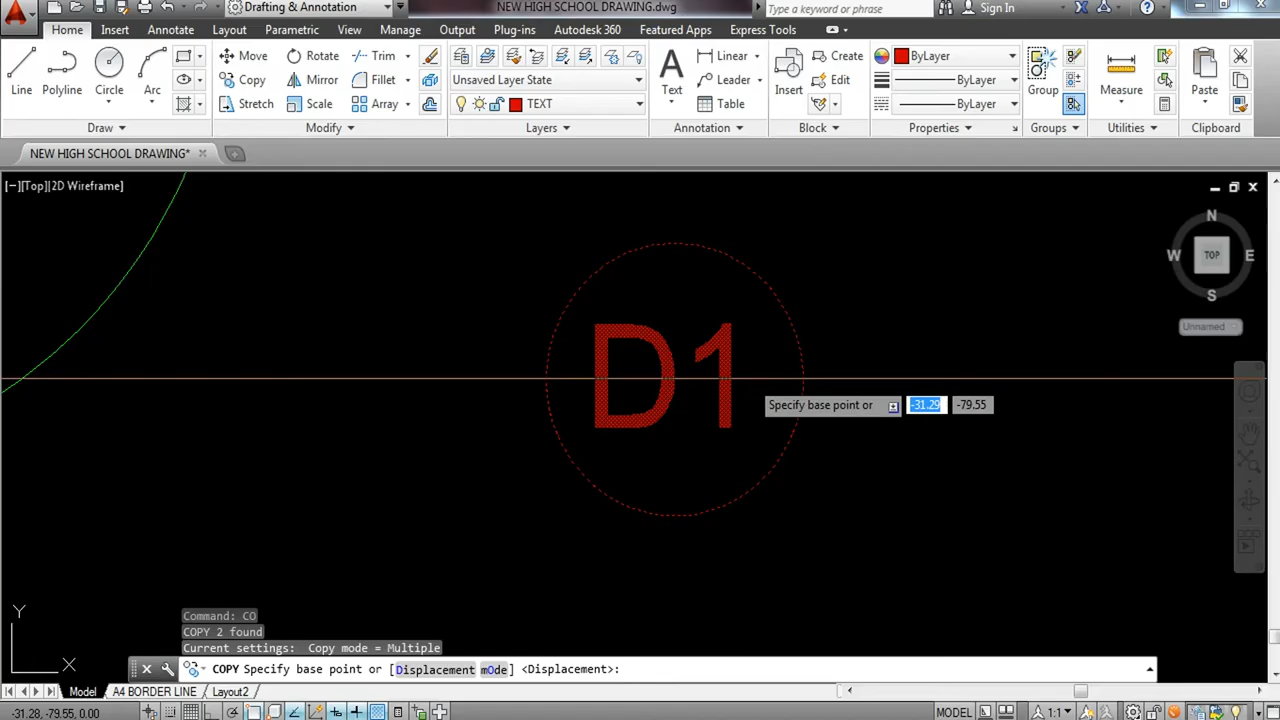 Drafting & Annotation
NEW HIGH SCHOOL DRAWING.dwg
Type a keyword or phrase
Sign In
Home Insert Annotate Layout Parametric View Manage Output Plug-ins Autodesk 360 Featured Apps Express Tools
Line Polyline Circle Arc
Move Rotate Trim
Copy Mirror Fillet
Stretch Scale Array
Unsaved Layer State
TEXT
Text
Linear
Leader
Table
Insert
Create
Edit
ByLayer
ByLayer
ByLayer
Group
Measure
Paste
Draw Modify Layers Annotation Block Properties Groups Utilities Clipboard
NEW HIGH SCHOOL DRAWING*
[−][Top][2D Wireframe]
N
W TOP E
S
Unnamed
D1
Specify base point or -31.29 -79.55
Y
X
Command: CO
COPY 2 found
Current settings: Copy mode = Multiple
COPY Specify base point or [Displacement mOde] <Displacement>:
Model A4 BORDER LINE Layout2
-31.28, -79.55, 0.00
MODEL
1:1